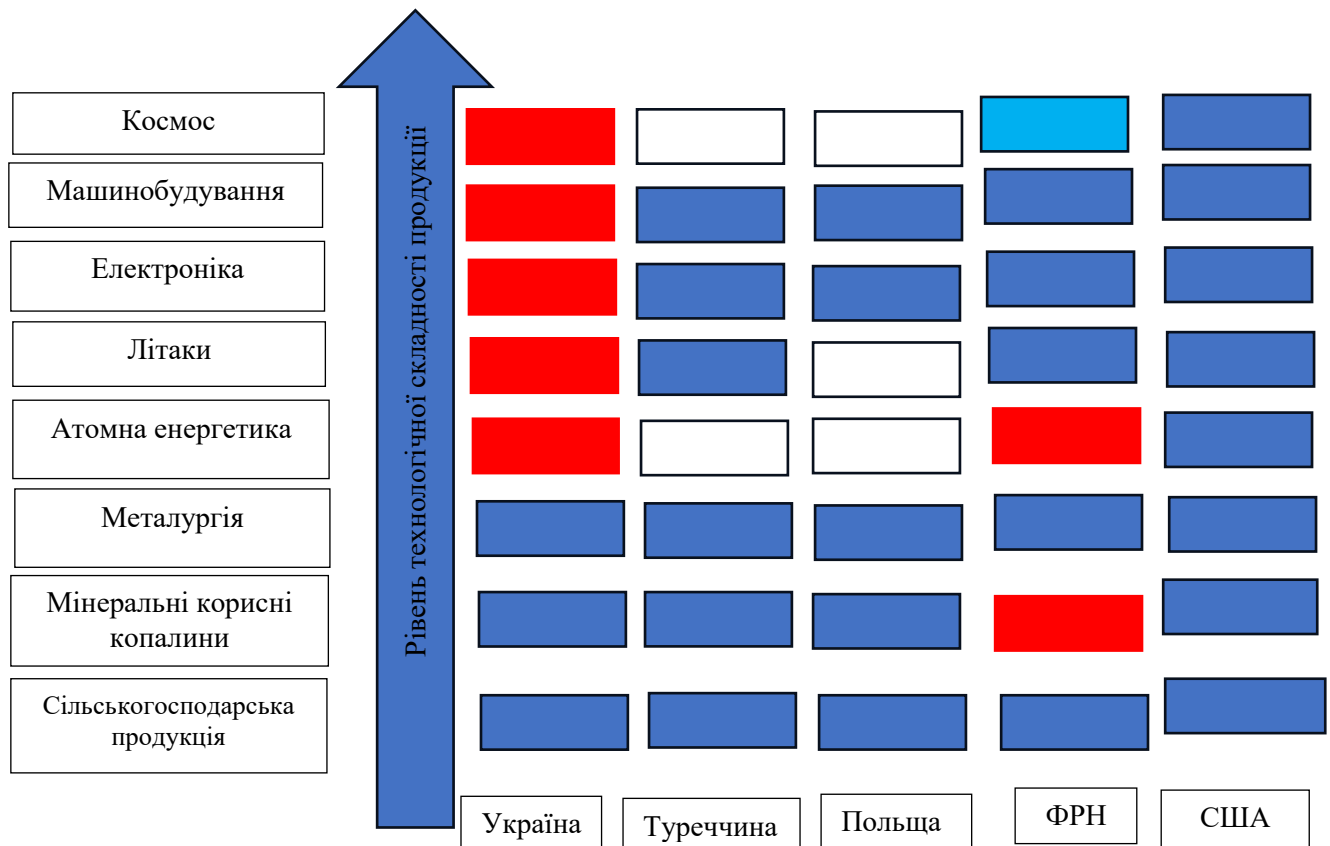 Космос
Машинобудування
Електроніка
Літаки
Атомна енергетика
Металургія
Мінеральні корисні
копалини
Сільськогосподарська
продукція
Рівень технологічної складності продукції
Україна
Туреччина
Польща
ФРН
США